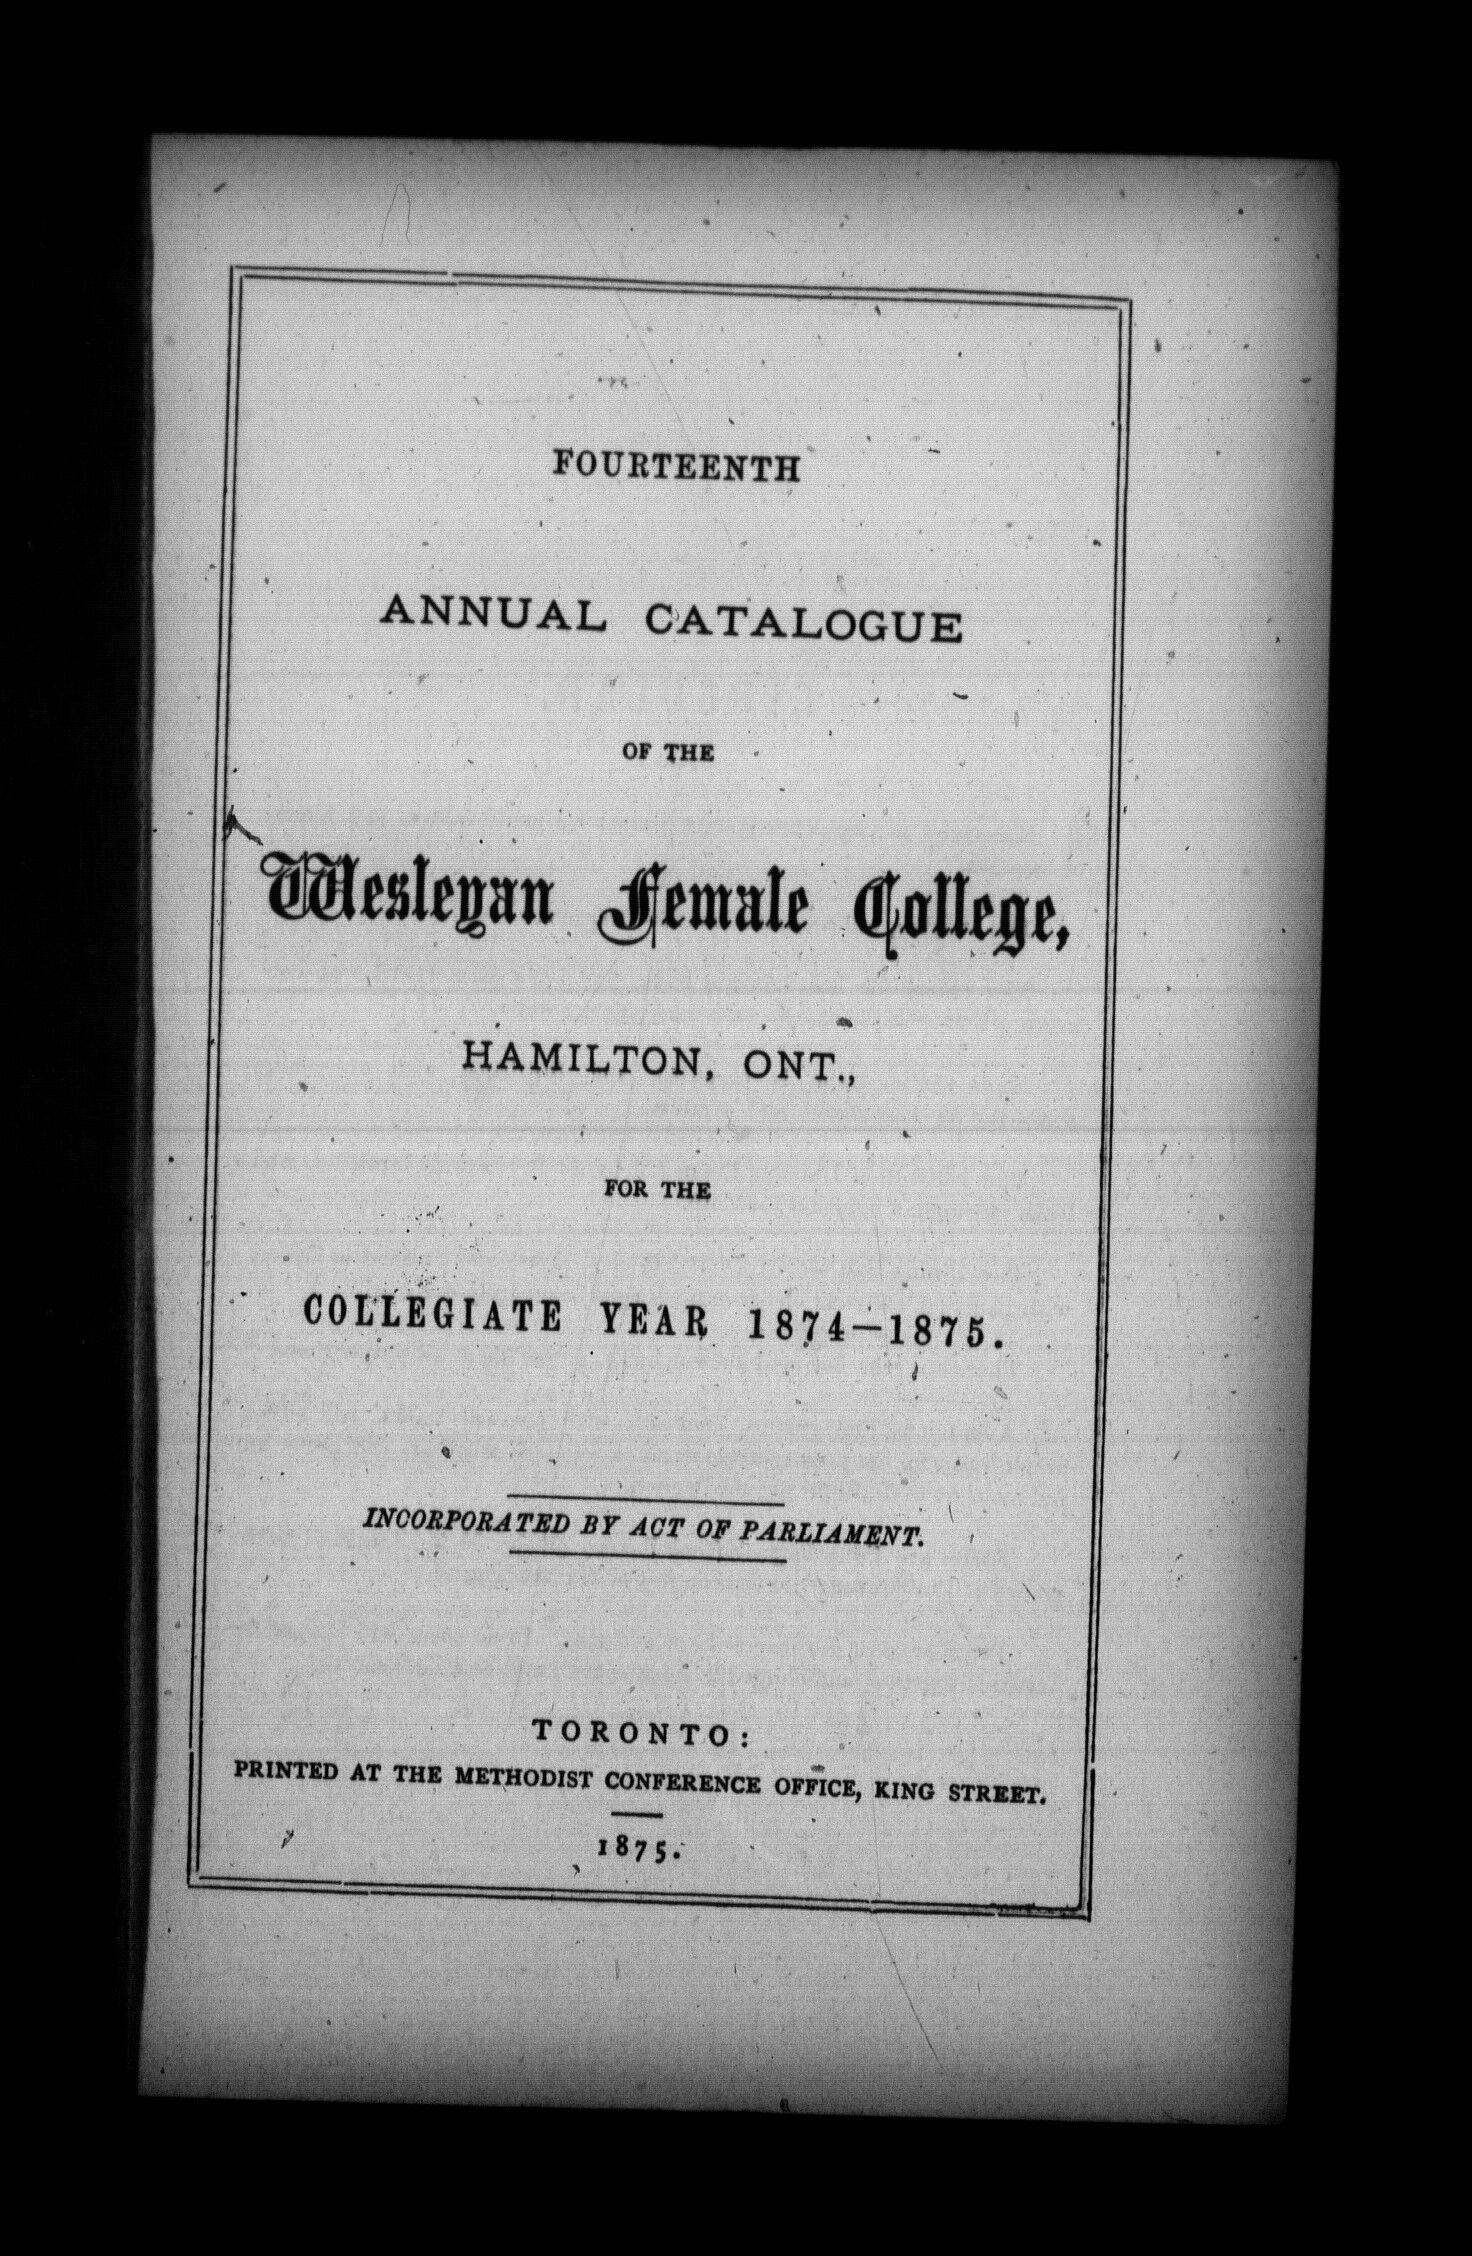 FOURTEENTH
ANNUAL CATALOGUE
OF THE
Wesleyan Female College,
HAMILTON, ONT.,
FOR THE
COLLEGIATE YEAR 1874—1875.
INCORPORATED BY ACT OF PARLIAMENT.
TORONTO:
PRINTED AT THE METHODIST CONFERENCE OFFICE, KING STREET.
1875.